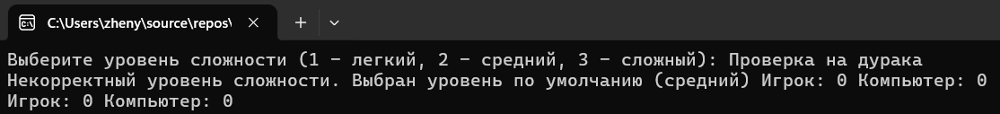 C:\Users\zheny\source\repos\
Выберите уровень сложности (1 - легкий, 2 - средний, 3 - сложный): Проверка на дурака
Некорректный уровень сложности. Выбран уровень по умолчанию (средний) Игрок: 0 Компьютер: 0
Игрок: 0 Компьютер: 0